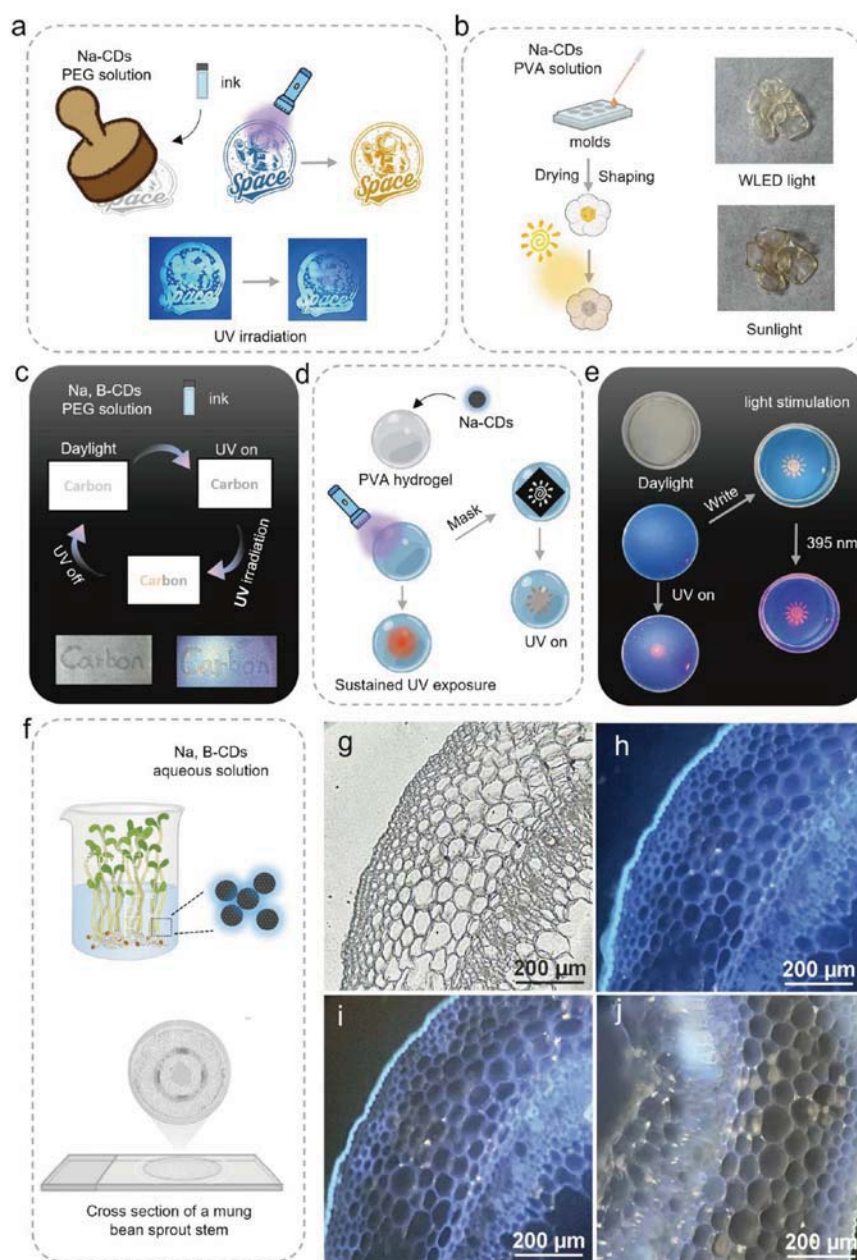 a
Na-CDs
PEG solution
ink
Space
Space
Space
Space
UV irradiation
b
Na-CDs
PVA solution
molds
Drying
Shaping
WLED light
Sunlight
c
Na, B-CDs
PEG solution
ink
Daylight
UV on
Carbon
Carbon
UV off
UV irradiation
Carbon
Carbon
Carbon
d
Na-CDs
PVA hydrogel
Mask
UV on
Sustained UV exposure
e
light stimulation
Daylight
Write
395 nm
UV on
f
Na, B-CDs
aqueous solution
Cross section of a mung
bean sprout stem
g
200 μm
h
200 μm
i
200 μm
j
200 μm